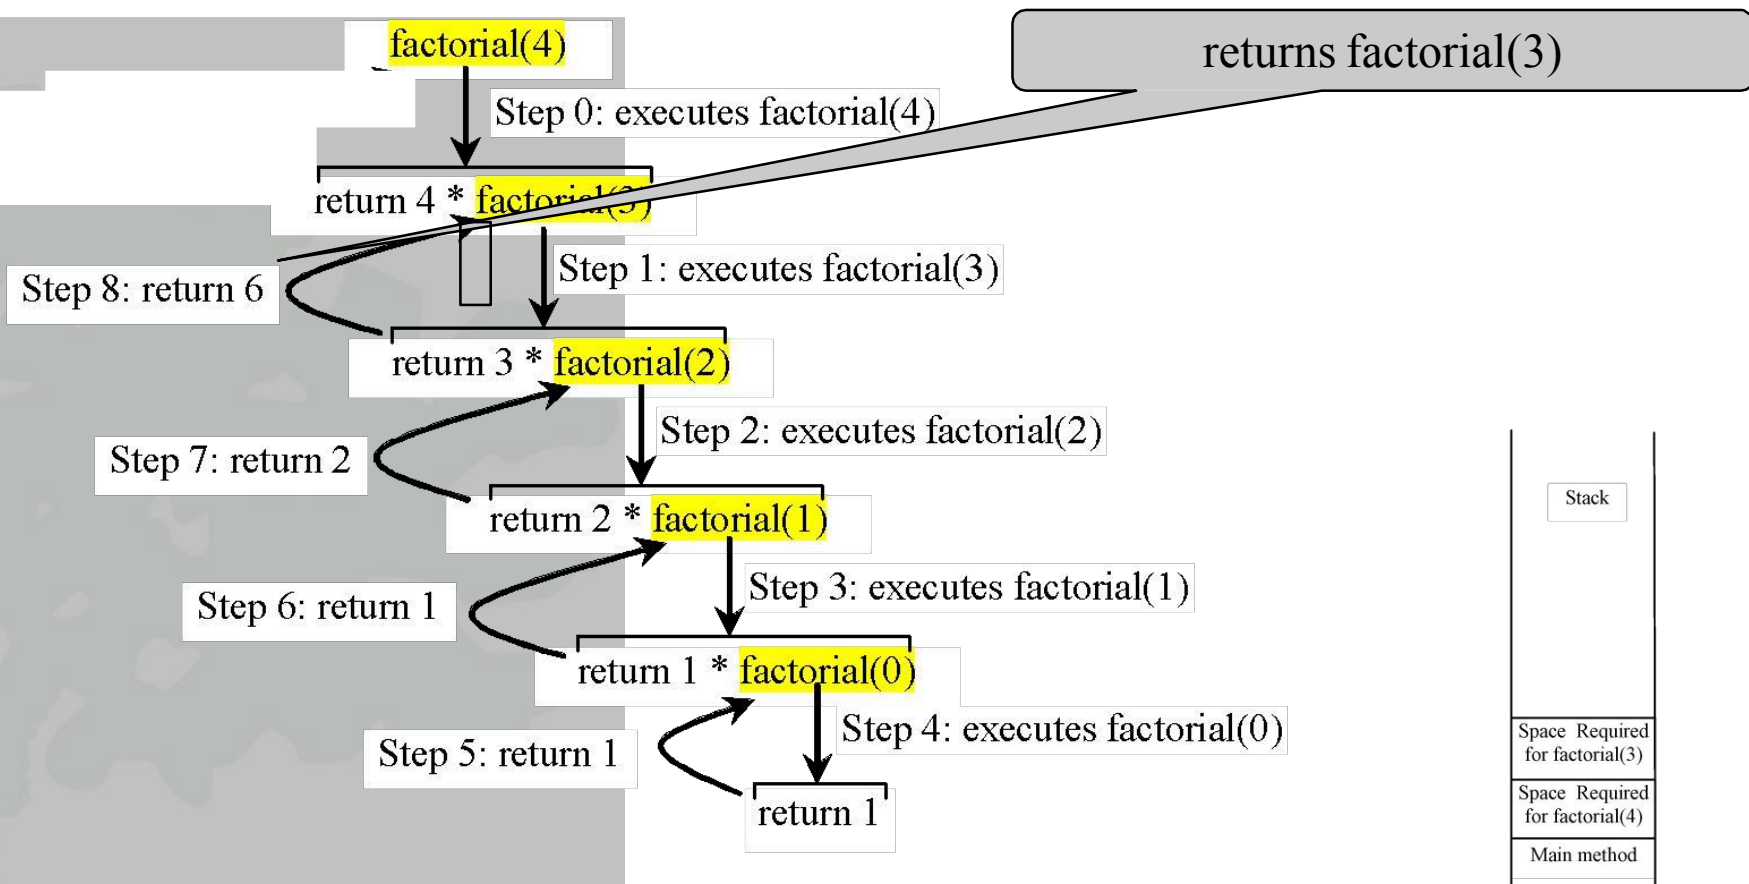 factorial(4)
returns factorial(3)
Step 0: executes factorial(4)
return 4 * factorial(3)
Step 8: return 6
Step 1: executes factorial(3)
return 3 * factorial(2)
Step 7: return 2
Step 2: executes factorial(2)
return 2 * factorial(1)
Step 6: return 1
Step 3: executes factorial(1)
return 1 * factorial(0)
Step 5: return 1
Step 4: executes factorial(0)
return 1
Stack
Space Required
for factorial(3)
Space Required
for factorial(4)
Main method